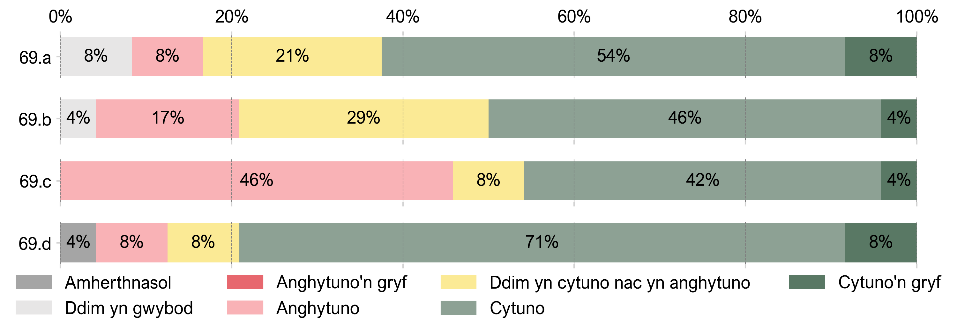 0% 20% 40% 60% 80% 100%
69.a 8% 8% 21% 54% 8%
69.b 4% 17% 29% 46% 4%
69.c 46% 8% 42% 4%
69.d 4% 8% 8% 71% 8%
Amherthnasol Anghytuno'n gryf Ddim yn cytuno nac yn anghytuno Cytuno'n gryf
Ddim yn gwybod Anghytuno Cytuno